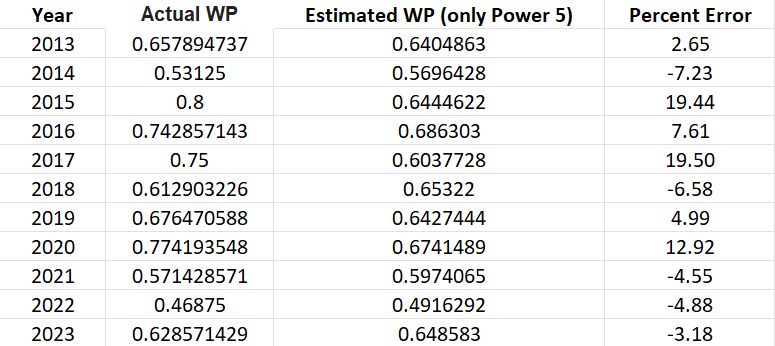 Year Actual WP Estimated WP (only Power 5) Percent Error
2013 0.657894737 0.6404863 2.65
2014 0.53125 0.5696428 -7.23
2015 0.8 0.6444622 19.44
2016 0.742857143 0.686303 7.61
2017 0.75 0.6037728 19.50
2018 0.612903226 0.65322 -6.58
2019 0.676470588 0.6427444 4.99
2020 0.774193548 0.6741489 12.92
2021 0.571428571 0.5974065 -4.55
2022 0.46875 0.4916292 -4.88
2023 0.628571429 0.648583 -3.18